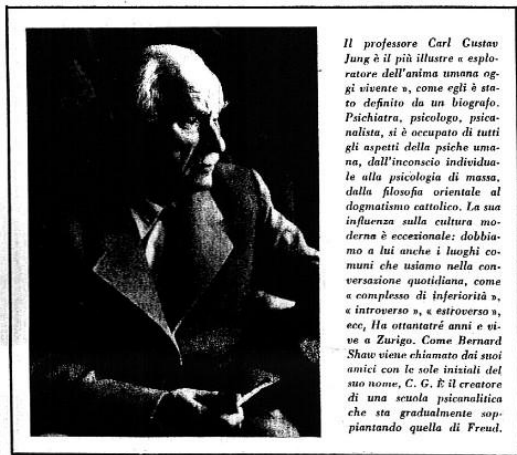 Il professore Carl Gustav
Jung è il più illustre « esplo-
ratore dell'anima umana og-
gi vivente », come egli è sta-
to definito da un biografo.
Psichiatra, psicologo, psica-
nalista, si è occupato di tutti
gli aspetti della psiche uma-
na, dall'inconscio individua-
le alla psicologia di massa,
dalla filosofia orientale al
dogmatismo cattolico. La sua
influenza sulla cultura mo-
derna è eccezionale: dobbia-
mo a lui anche i luoghi co-
muni che usiamo nella con-
versazione quotidiana, come
« complesso di inferiorità »,
« introverso », « estroverso »,
ecc, Ha ottantatré anni e vi-
ve a Zurigo. Come Bernard
Shaw viene chiamato dai suoi
amici con le sole iniziali del
suo nome, C. G. È il creatore
di una scuola psicanalitica
che sta gradualmente sop-
piantando quella di Freud.